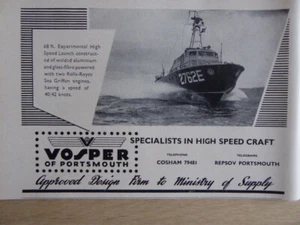 68 ft. Experimental High
Speed Launch construct-
ed of welded aluminium
and glass-fibre powered
with two Rolls-Royce
Sea Griffon engines,
having a speed of
40/42 knots.
2762E
V
VOSPER
OF PORTSMOUTH
SPECIALISTS IN HIGH SPEED CRAFT
TELEPHONE
COSHAM 79481
TELEGRAMS
REPSOV PORTSMOUTH
Approved Design Firm to Ministry of Supply